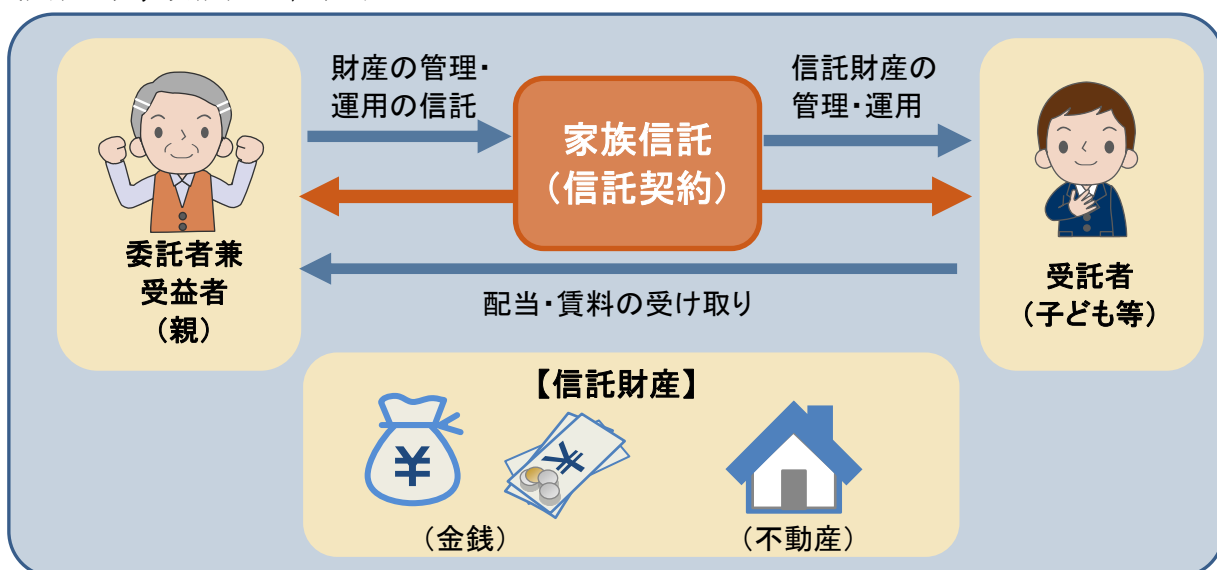 財産の管理・
運用の信託
信託財産の
管理・運用
家族信託
（信託契約）
委託者兼
受益者
（親）
受託者
（子ども等）
配当・賃料の受け取り
【信託財産】
¥
¥
（金銭）
（不動産）